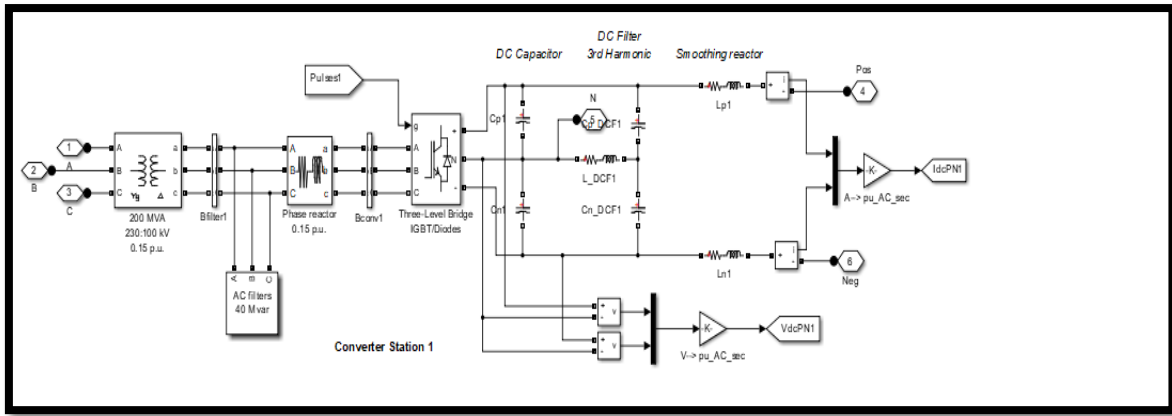 DC Filter
DC Capacitor 3rd Harmonic Smoothing reactor
Pulses1
Pos
4
N
5
Lp1
Cp1
Cp_DCF1
g
+
N
-
1
A
2
B
3
C
A a
B b
C c
Yg
200 MVA
230:100 kV
0.15 p.u.
Bfilter1
A a
B b
C c
Phase reactor
0.15 p.u.
Bconv1
A
B
C
Three-Level Bridge
IGBT/Diodes
L_DCF1
Cn1
Cn_DCF1
A B C
AC filters
40 Mvar
Converter Station 1
Ln1
+ i
-
+ i
-
6
Neg
-K-
A--> pu_AC_sec
IdcPN1
+ v
-
+ v
-
-K-
V--> pu_AC_sec
VdcPN1